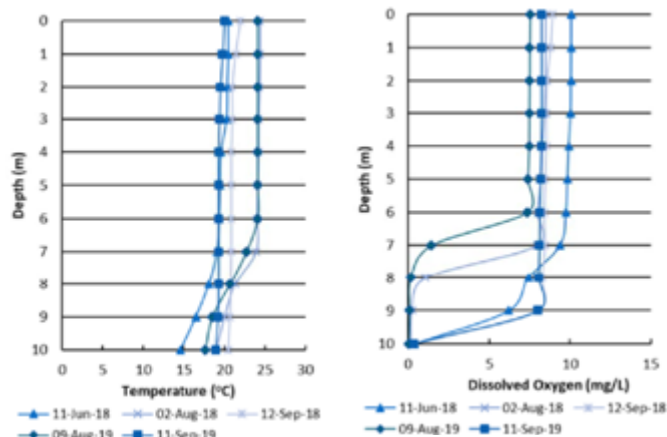 0
1
2
3
4
5
6
7
8
9
10
Depth (m)
0 5 10 15 20 25 30
Temperature (°C)
11-Jun-18 02-Aug-18 12-Sep-18
09-Aug-19 11-Sep-19
0
1
2
3
4
5
6
7
8
9
10
Depth (m)
0 5 10 15
Dissolved Oxygen (mg/L)
11-Jun-18 02-Aug-18 12-Sep-18
09-Aug-19 11-Sep-19